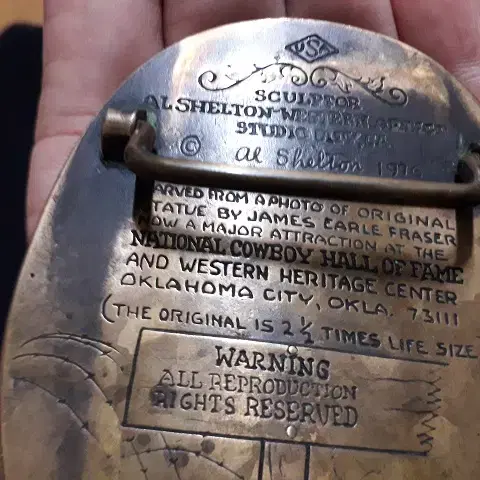 SCULPTOR
AL SHELTON WESTERN
STUDIO
© Al Shelton 1979
ARVED FROM A PHOTO OF ORIGINAL
TATUE BY JAMES EARLE FRASER
NOW A MAJOR ATTRACTION AT THE
NATIONAL COWBOY HALL OF FAME
AND WESTERN HERITAGE CENTER
OKLAHOMA CITY, OKLA. 73111
(THE ORIGINAL IS 2 1/2 TIMES LIFE SIZE
WARNING
ALL REPRODUCTION
RIGHTS RESERVED